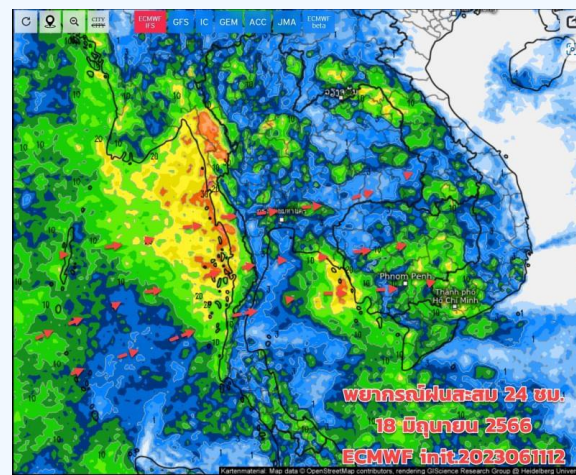 CITY
CITY
ECMWF
IFS
GFS
IC
GEM
ACC
JMA
ECMWF
beta
Phnom Penh
Thành phố
Hồ Chí Minh
พยากรณ์ฝนสะสม 24 ชม.
18 มิถุนายน 2566
ECMWF init.2023061112
Kartenmaterial. Map data © OpenStreetMap contributors, rendering GIScience Research Group @ Heidelberg Univer